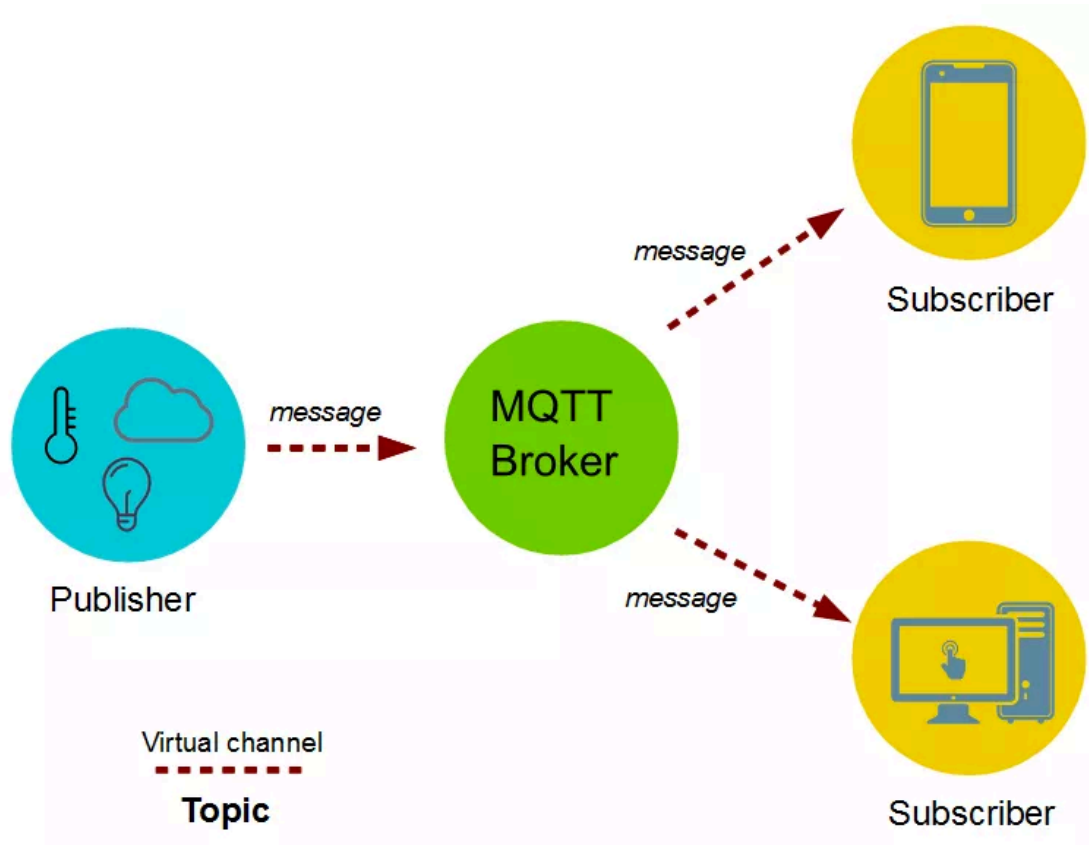 message
Subscriber
message
MQTT
Broker
Publisher
message
Virtual channel
Topic
Subscriber